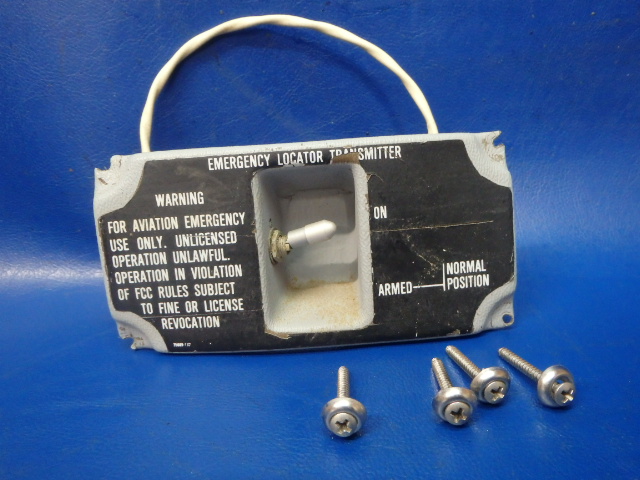 EMERGENCY LOCATOR TRANSMITTER
WARNING
FOR AVIATION EMERGENCY
USE ONLY. UNLICENSED
OPERATION UNLAWFUL.
OPERATION IN VIOLATION
OF FCC RULES SUBJECT
TO FINE OR LICENSE
REVOCATION
ON
ARMED
NORMAL
POSITION